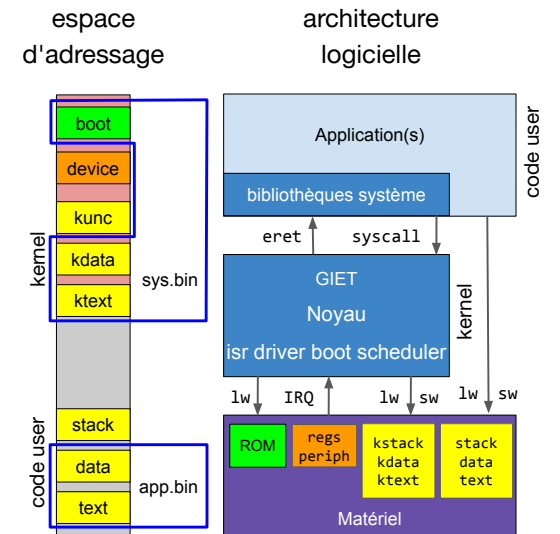 espace
d'adressage
architecture
logicielle
boot
device
kunc
kdata
ktext
kernel
sys.bin
stack
data
text
code user
app.bin
Application(s)
bibliothèques système
code user
eret
syscall
GIET
Noyau
isr driver boot scheduler
kernel
lw
IRQ
lw
sw
lw
sw
ROM
regs
periph
kstack
kdata
ktext
stack
data
text
Matériel